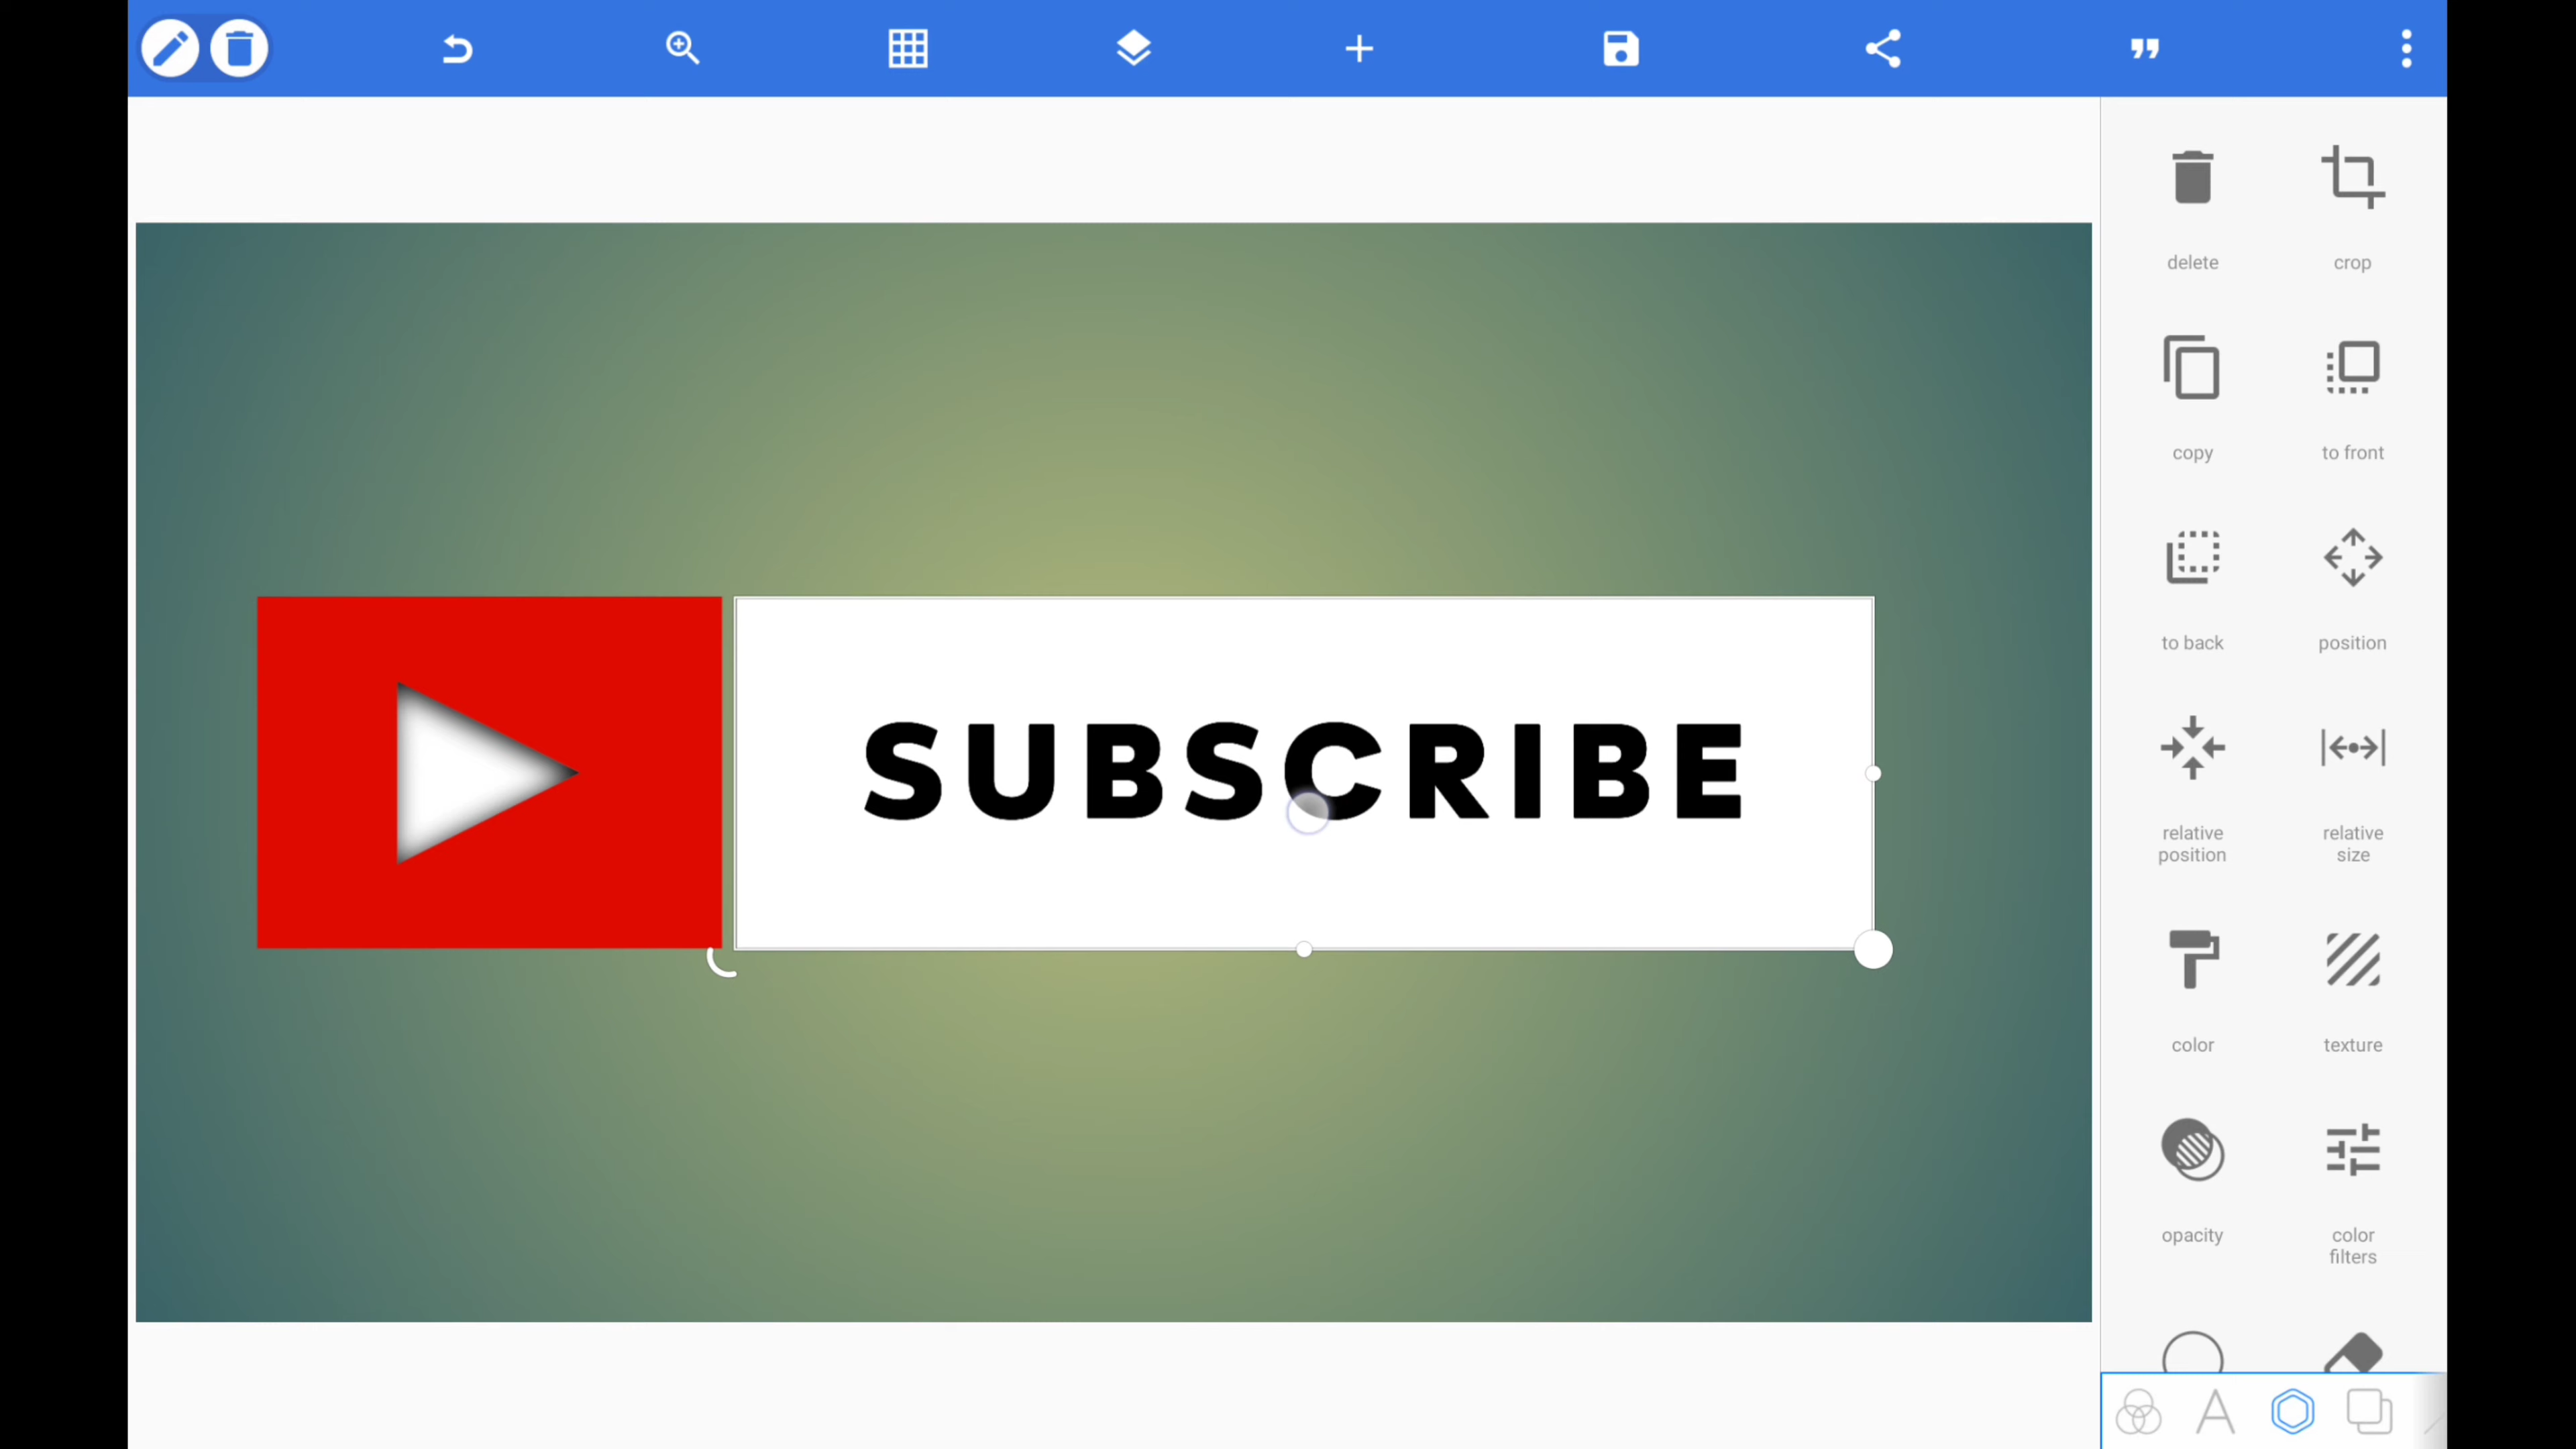 delete
crop
copy
to front
to back
position
SUBSCRIBE
relative
position
relative
size
color
texture
opacity
color
filters